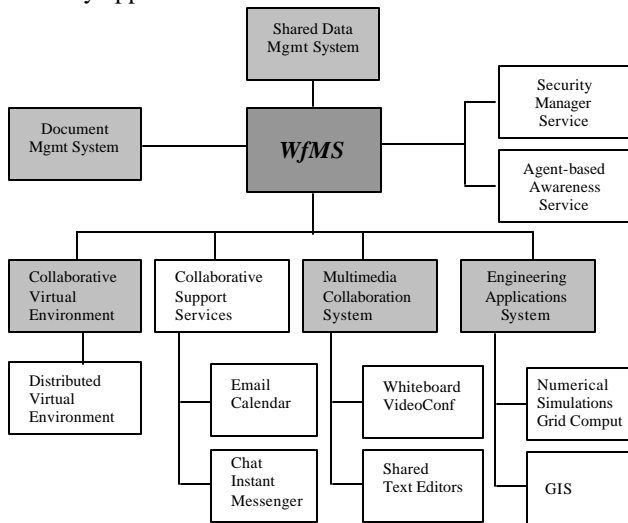 Shared Data
Mgmt System
Document
Mgmt System
WfMS
Security
Manager
Service
Agent-based
Awareness
Service
Collaborative
Virtual
Environment
Collaborative
Support
Services
Multimedia
Collaboration
System
Engineering
Applications
System
Distributed
Virtual
Environment
Email
Calendar
Whiteboard
VideoConf
Numerical
Simulations
Grid Comput
Chat
Instant
Messenger
Shared
Text Editors
GIS